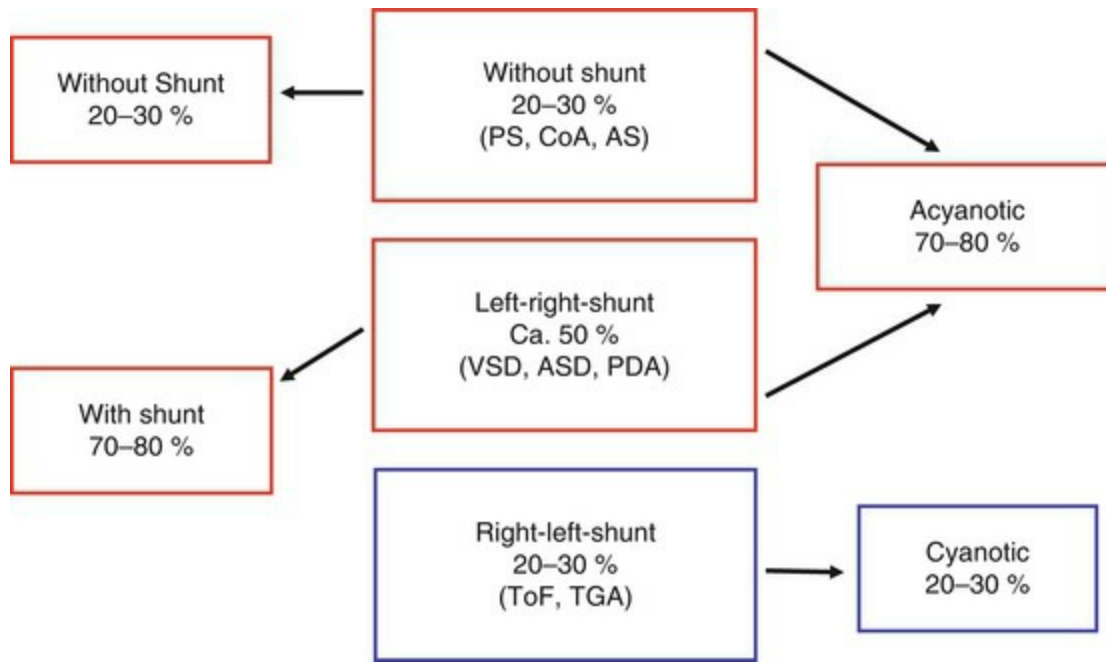 Without Shunt
20–30 %
Without shunt
20–30 %
(PS, CoA, AS)
Acyanotic
70–80 %
Left-right-shunt
Ca. 50 %
(VSD, ASD, PDA)
With shunt
70–80 %
Right-left-shunt
20–30 %
(ToF, TGA)
Cyanotic
20–30 %